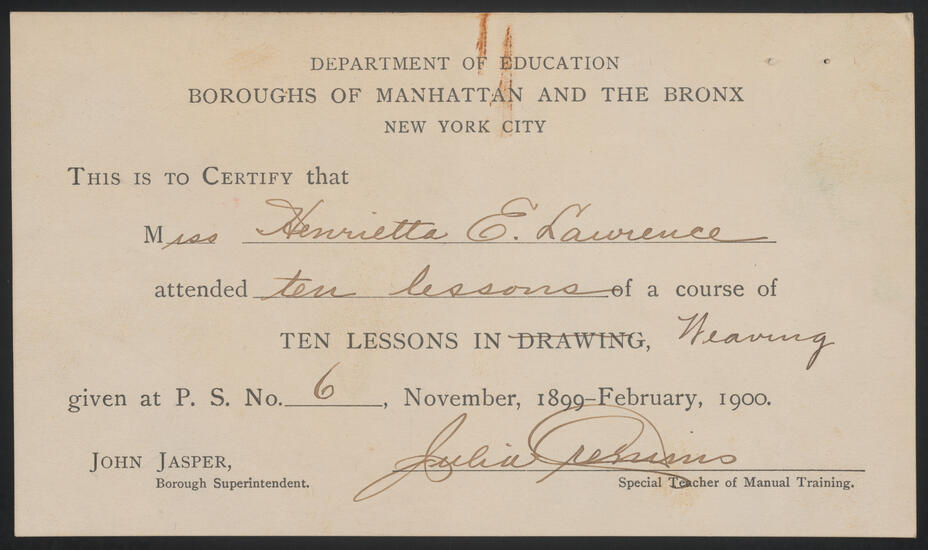 DEPARTMENT OF EDUCATION
BOROUGHS OF MANHATTAN AND THE BRONX
NEW YORK CITY
THIS IS TO CERTIFY that
Miss Henrietta E. Lawrence
attended ten lessons of a course of
TEN LESSONS IN DRAWING, Weaving
given at P. S. No. 6, November, 1899-February, 1900.
JOHN JASPER, Julia
Borough Superintendent. Special Teacher of Manual Training.